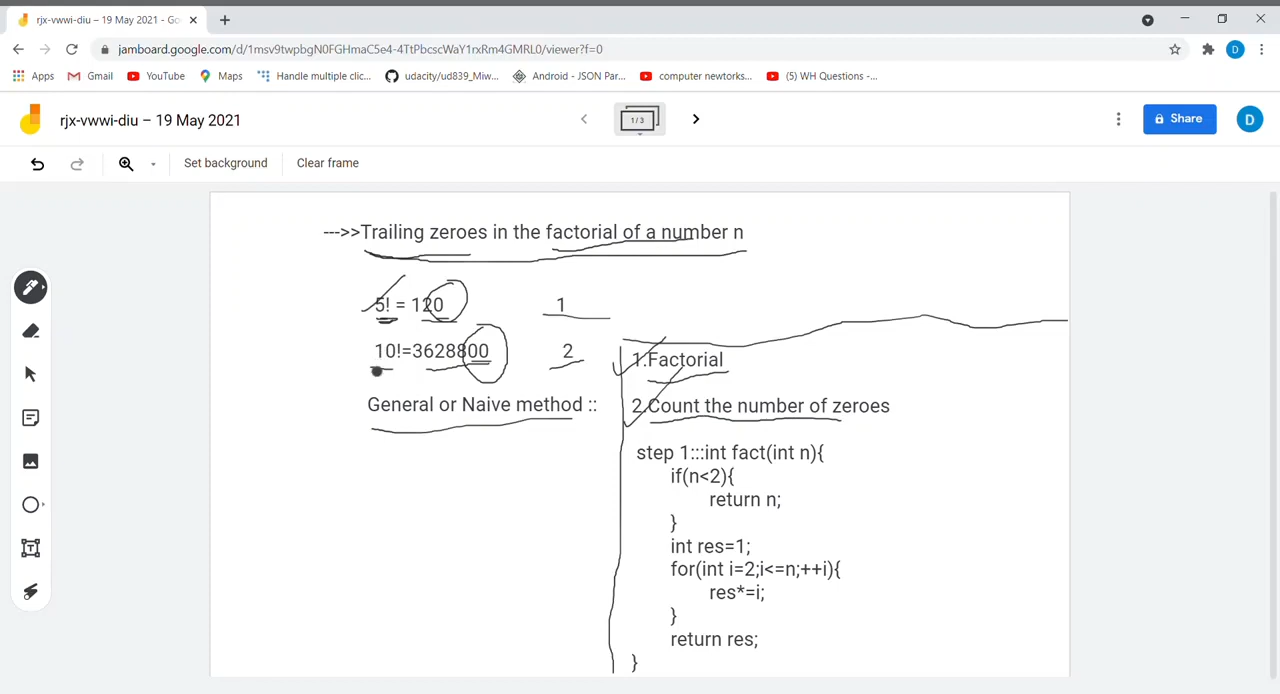 rjx-vwwi-diu – 19 May 2021 - Go
jamboard.google.com/d/1msv9twpbgN0FGHmaC5e4-4TtPbcscWaY1rxRm4GMRL0/viewer?f=0
D
Apps Gmail YouTube Maps Handle multiple clic... udacity/ud839_Miw... Android - JSON Par... computer newtorks... (5) WH Questions -...
rjx-vwwi-diu – 19 May 2021
1/3
Share
D
Set background
Clear frame
--->>Trailing zeroes in the factorial of a number n
5! = 120 1
10!=3628800 2
General or Naive method ::
1.Factorial
2.Count the number of zeroes
step 1:::int fact(int n){
if(n<2){
return n;
}
int res=1;
for(int i=2;i<=n;++i){
res*=i;
}
return res;
}